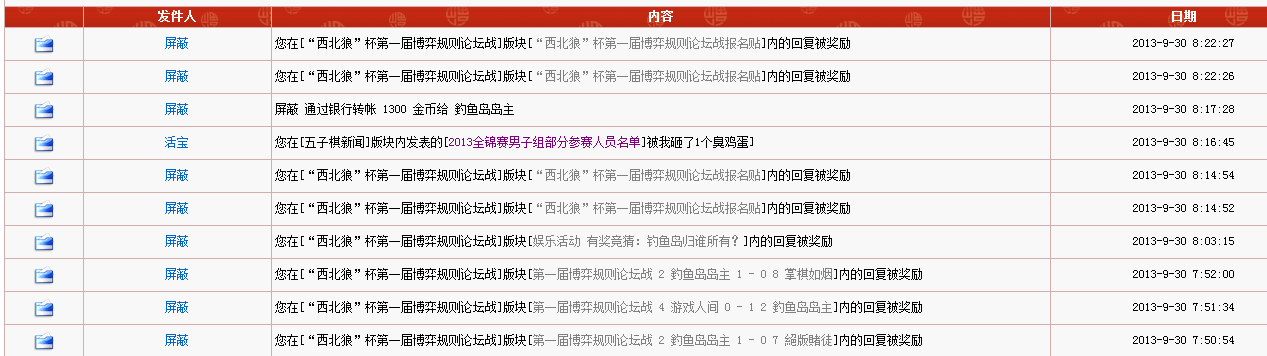 发件人 内容 日期
屏蔽 您在[“西北狼”杯第一届博弈规则论坛战]版块[“西北狼”杯第一届博弈规则论坛战报名贴]内的回复被奖励 2013-9-30 8:22:27
屏蔽 您在[“西北狼”杯第一届博弈规则论坛战]版块[“西北狼”杯第一届博弈规则论坛战报名贴]内的回复被奖励 2013-9-30 8:22:26
屏蔽 屏蔽 通过银行转帐 1300 金币给 釣鱼岛岛主 2013-9-30 8:17:28
活宝 您在[五子棋新闻]版块内发表的[2013全锦赛男子组部分参赛人员名单]被我砸了1个臭鸡蛋] 2013-9-30 8:16:45
屏蔽 您在[“西北狼”杯第一届博弈规则论坛战]版块[“西北狼”杯第一届博弈规则论坛战报名贴]内的回复被奖励 2013-9-30 8:14:54
屏蔽 您在[“西北狼”杯第一届博弈规则论坛战]版块[“西北狼”杯第一届博弈规则论坛战报名贴]内的回复被奖励 2013-9-30 8:14:52
屏蔽 您在[“西北狼”杯第一届博弈规则论坛战]版块[娱乐活动 有奖竞猜：钓鱼岛归谁所有？]内的回复被奖励 2013-9-30 8:03:15
屏蔽 您在[“西北狼”杯第一届博弈规则论坛战]版块[第一届博弈规则论坛战 2 釣鱼岛岛主 1－0 8 掌棋如烟]内的回复被奖励 2013-9-30 7:52:00
屏蔽 您在[“西北狼”杯第一届博弈规则论坛战]版块[第一届博弈规则论坛战 4 游戏人间 0－1 2 釣鱼岛岛主]内的回复被奖励 2013-9-30 7:51:34
屏蔽 您在[“西北狼”杯第一届博弈规则论坛战]版块[第一届博弈规则论坛战 2 釣鱼岛岛主 1－0 7 絕版賭徒]内的回复被奖励 2013-9-30 7:50:54